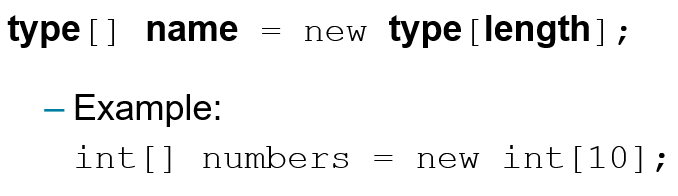 type[] name = new type[length];
– Example:
int[] numbers = new int[10];